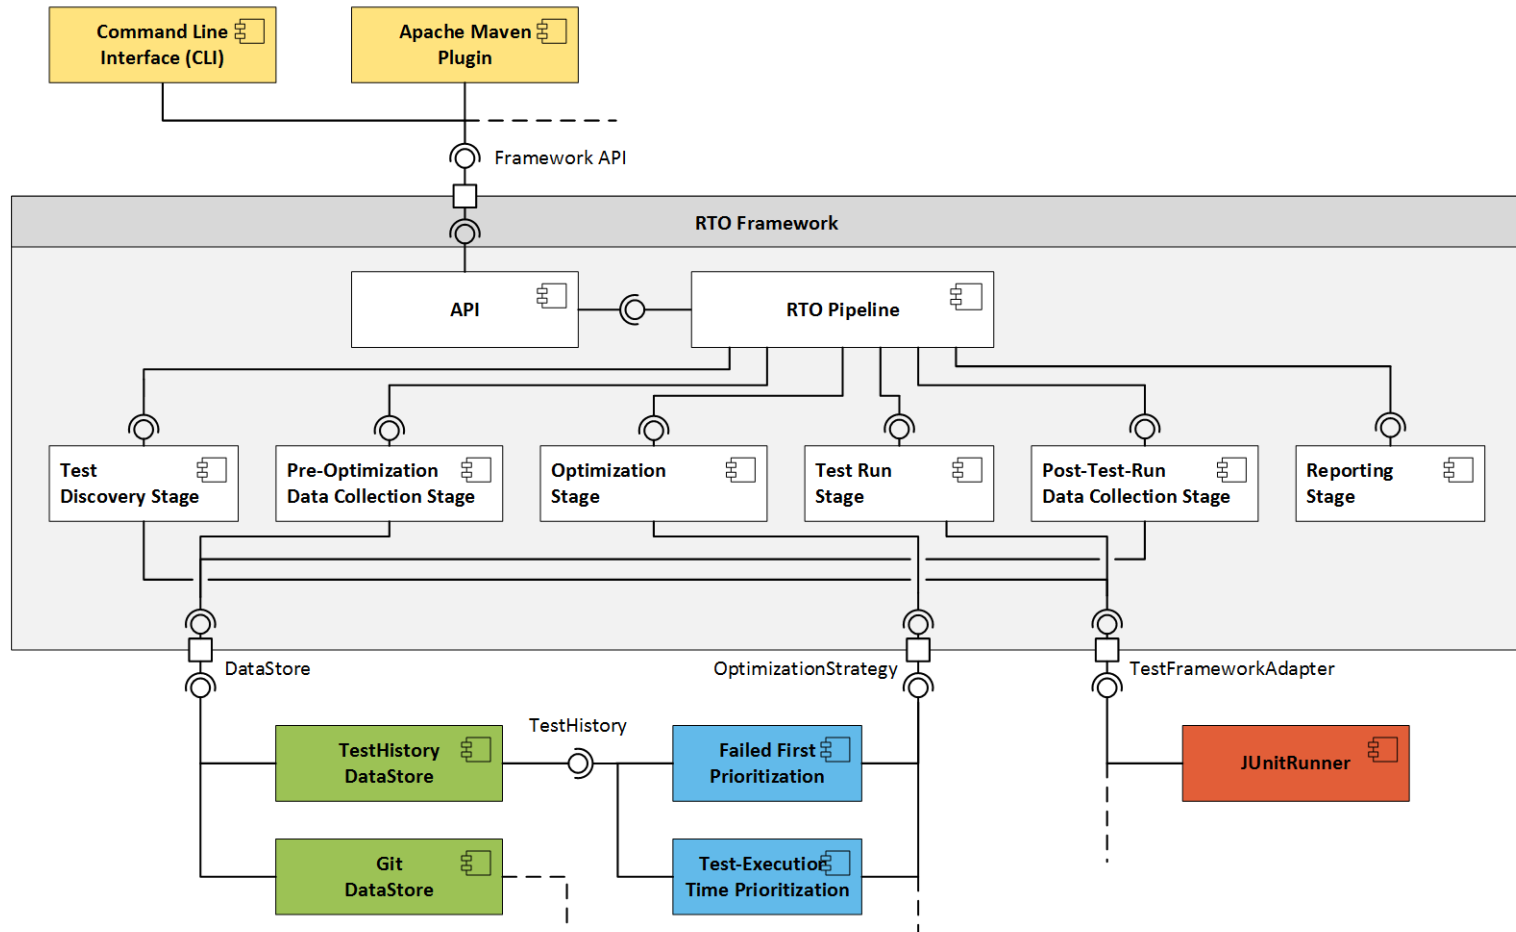 Command Line
Interface (CLI)
Apache Maven
Plugin
Framework API
RTO Framework
API
RTO Pipeline
Test
Discovery Stage
Pre-Optimization
Data Collection Stage
Optimization
Stage
Test Run
Stage
Post-Test-Run
Data Collection Stage
Reporting
Stage
DataStore
OptimizationStrategy
TestFrameworkAdapter
TestHistory
TestHistory
DataStore
Failed First
Prioritization
JUnitRunner
Git
DataStore
Test-Execution
Time Prioritization